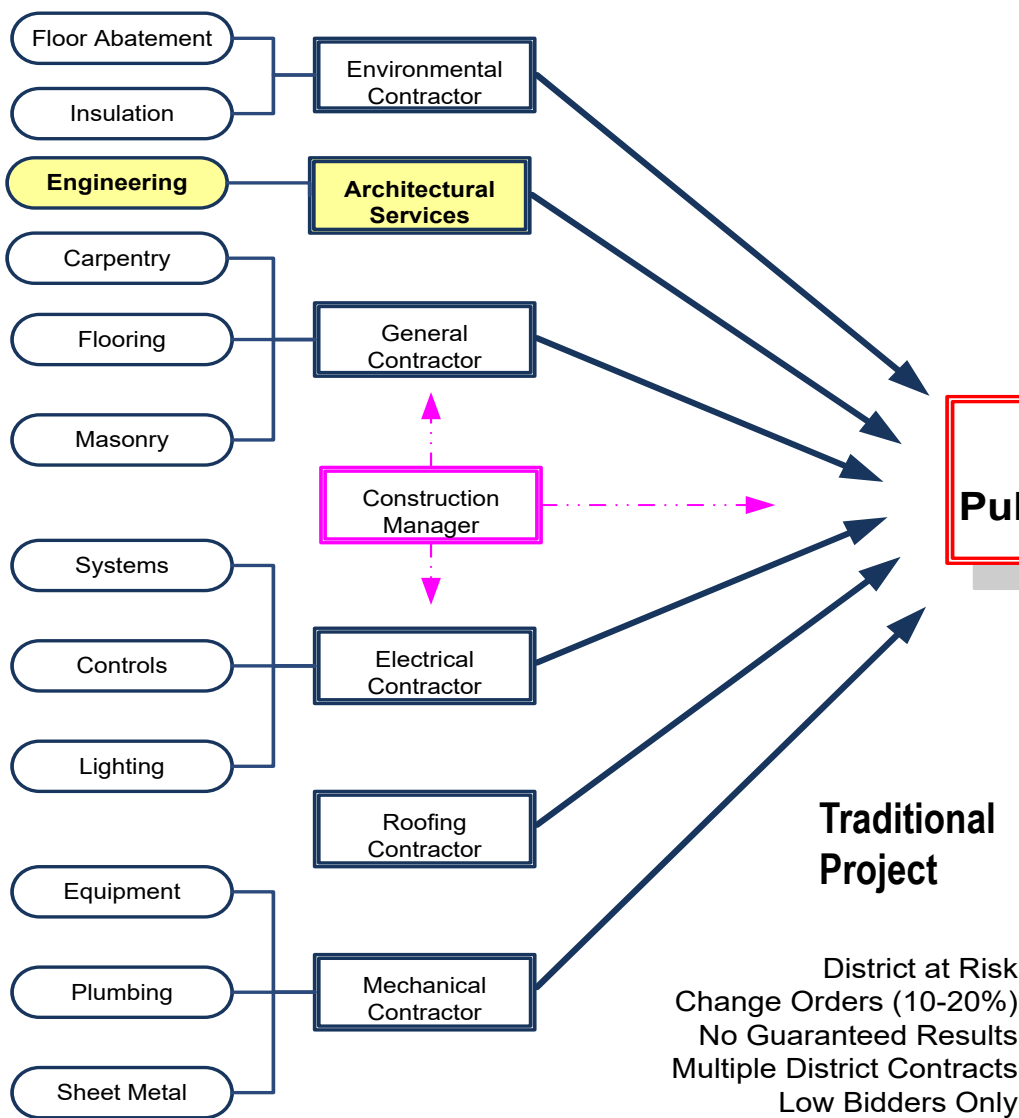 Floor Abatement
Insulation
Environmental
Contractor
Engineering
Architectural
Services
Carpentry
Flooring
Masonry
General
Contractor
Construction
Manager
Systems
Controls
Lighting
Electrical
Contractor
Roofing
Contractor
Equipment
Plumbing
Sheet Metal
Mechanical
Contractor
Traditional
Project
District at Risk
Change Orders (10-20%)
No Guaranteed Results
Multiple District Contracts
Low Bidders Only